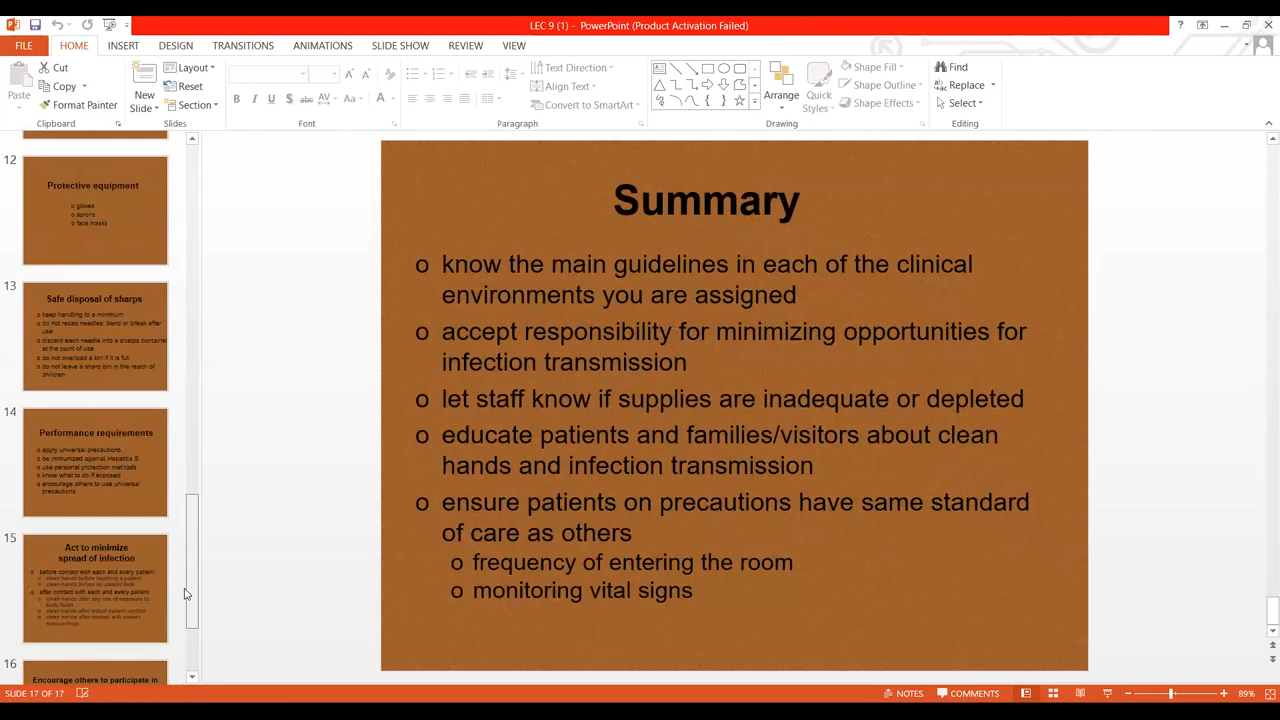 LEC 9 (1) - PowerPoint (Product Activation Failed)
FILE HOME INSERT DESIGN TRANSITIONS ANIMATIONS SLIDE SHOW REVIEW VIEW
Paste
Cut
Copy
Format Painter
Clipboard
New Slide
Layout
Reset
Section
Slides
B I U S abc AV Aa A
Font
Text Direction
Align Text
Convert to SmartArt
Paragraph
Arrange
Quick Styles
Shape Fill
Shape Outline
Shape Effects
Drawing
Find
Replace
Select
Editing
12
Protective equipment
o gloves
o aprons
o face masks
13
Safe disposal of sharps
o keep handling to a minimum
o do not recap needles; bend or break after
use
o discard each needle into a sharps container
at the point of use
o do not overload a bin if it is full
o do not leave a sharp bin in the reach of
children
14
Performance requirements
o apply universal precautions
o be immunized against Hepatitis B
o use personal protection methods
o know what to do if exposed
o encourage others to use universal
precautions
15
Act to minimize
spread of infection
o before contact with each and every patient
o clean hands before touching a patient
o after contact with each and every patient
o clean hands after any risk of exposure to
body fluids
o clean hands after actual patient contact
o clean hands after contact with patient
surroundings
16
Encourage others to participate in
Summary
o know the main guidelines in each of the clinical
environments you are assigned
o accept responsibility for minimizing opportunities for
infection transmission
o let staff know if supplies are inadequate or depleted
o educate patients and families/visitors about clean
hands and infection transmission
o ensure patients on precautions have same standard
of care as others
o frequency of entering the room
o monitoring vital signs
SLIDE 17 OF 17
NOTES
COMMENTS
89%